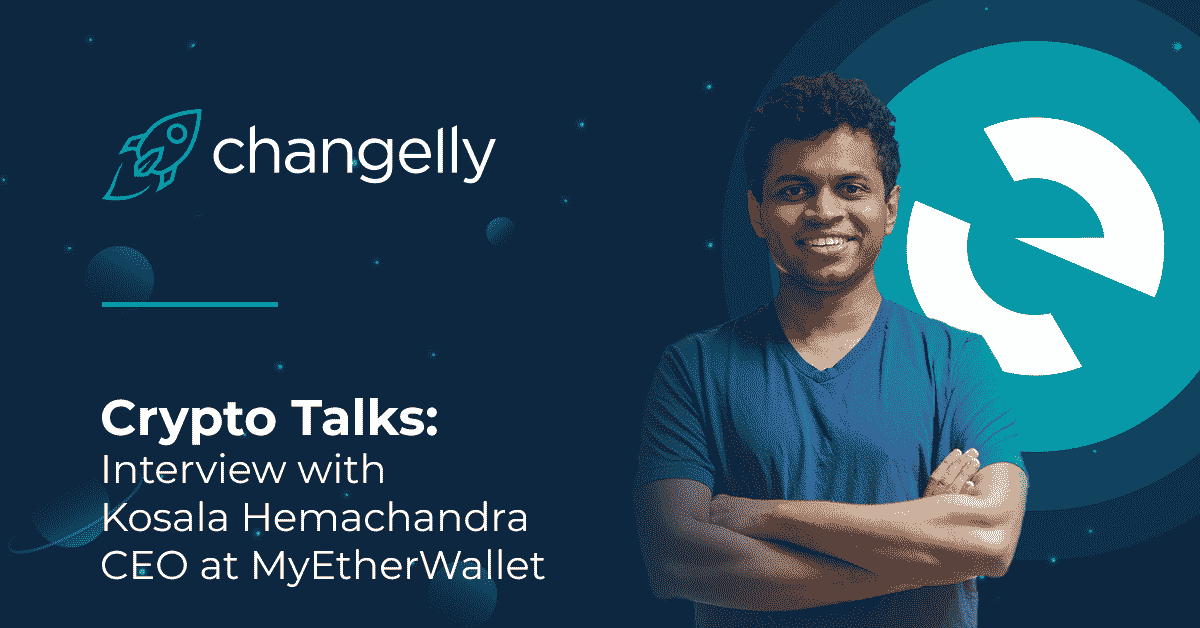 changelly
Crypto Talks:
Interview with
Kosala Hemachandra
CEO at MyEtherWallet